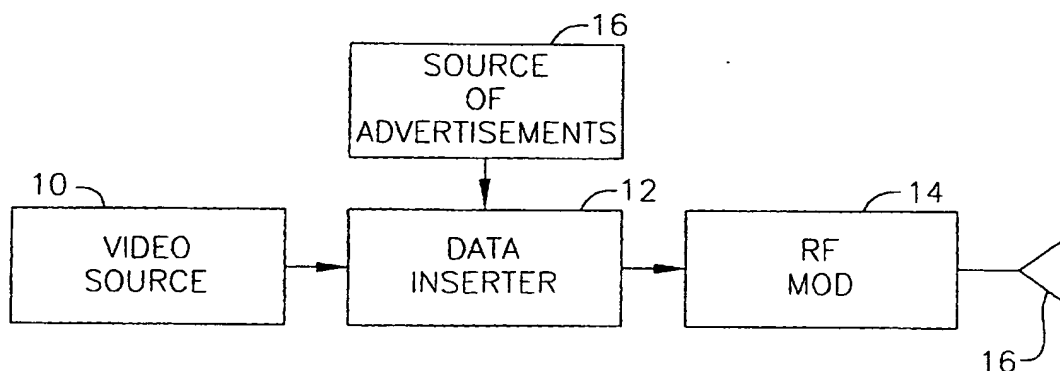 16
SOURCE
OF
ADVERTISEMENTS
10
12
14
VIDEO
SOURCE
DATA
INSERTER
RF
MOD
16